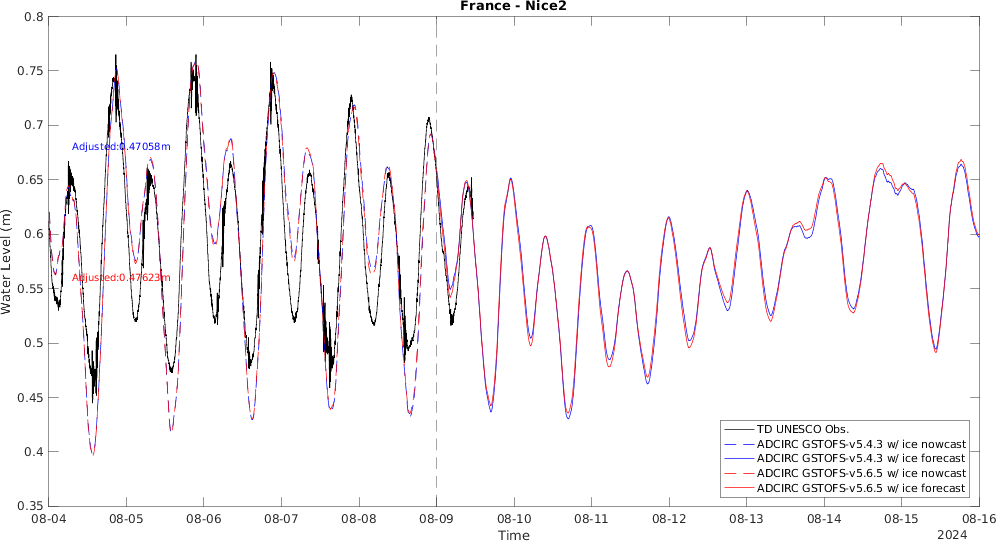 France - Nice2
0.8
0.75
0.7
0.65
0.6
0.55
0.5
0.45
0.4
0.35
Water Level (m)
Adjusted:0.47058m
Adjusted:0.47623m
TD UNESCO Obs.
ADCIRC GSTOFS-v5.4.3 w/ ice nowcast
ADCIRC GSTOFS-v5.4.3 w/ ice forecast
ADCIRC GSTOFS-v5.6.5 w/ ice nowcast
ADCIRC GSTOFS-v5.6.5 w/ ice forecast
08-04 08-05 08-06 08-07 08-08 08-09 08-10 08-11 08-12 08-13 08-14 08-15 08-16
Time
2024